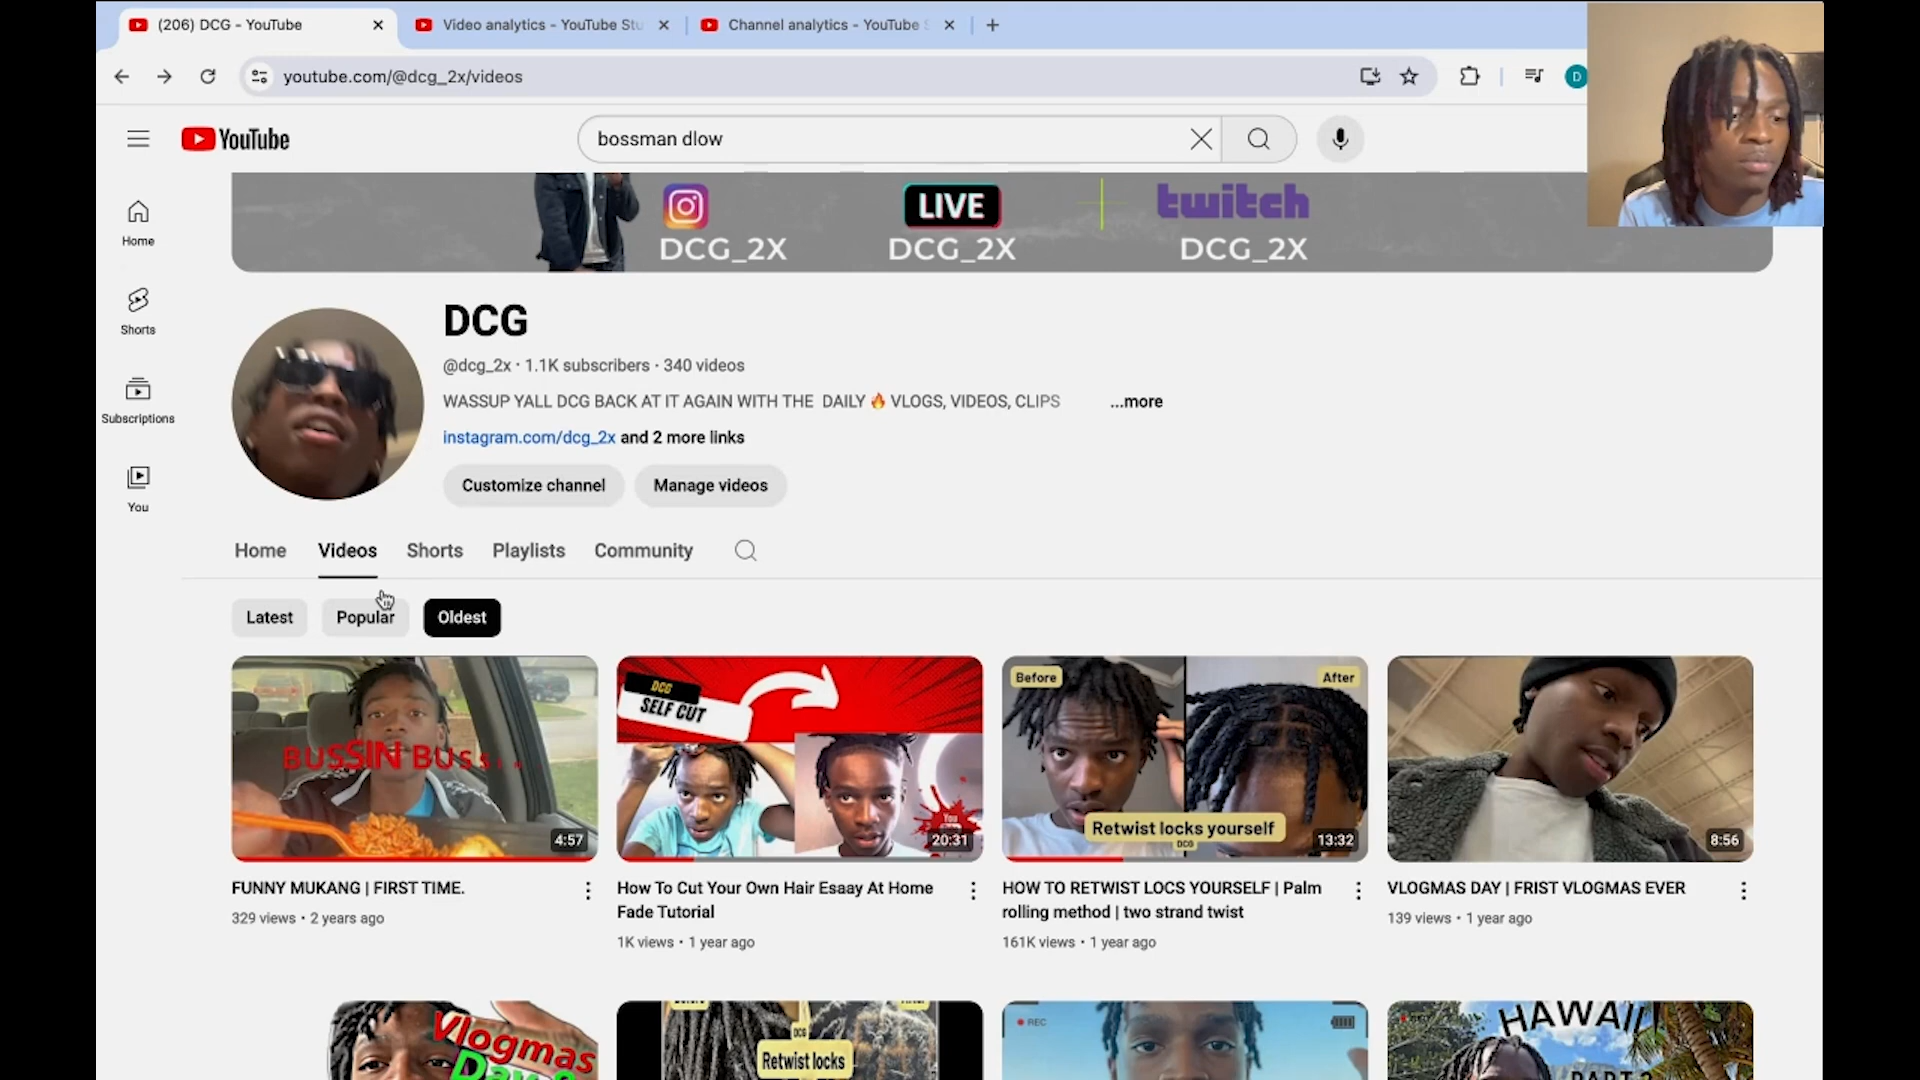 (206) DCG - YouTube
Video analytics - YouTube Stu
Channel analytics - YouTube S
youtube.com/@dcg_2x/videos
D
YouTube
bossman dlow
LIVE
twitch
DCG_2X
DCG_2X
DCG_2X
Home
Shorts
Subscriptions
You
DCG
@dcg_2x · 1.1K subscribers · 340 videos
WASSUP YALL DCG BACK AT IT AGAIN WITH THE DAILY 🔥 VLOGS, VIDEOS, CLIPS ...more
instagram.com/dcg_2x and 2 more links
Customize channel
Manage videos
Home
Videos
Shorts
Playlists
Community
Latest
Popular
Oldest
BUSSIN BUSSIN
4:57
DCG
SELF CUT
You
20:31
Before
After
Retwist locks yourself
DCG
13:32
8:56
FUNNY MUKANG | FIRST TIME.
329 views · 2 years ago
How To Cut Your Own Hair Esaay At Home
Fade Tutorial
1K views · 1 year ago
HOW TO RETWIST LOCS YOURSELF | Palm
rolling method | two strand twist
161K views · 1 year ago
VLOGMAS DAY | FRIST VLOGMAS EVER
139 views · 1 year ago
Vlogmas
Day
DCG
Retwist locks
REC
HAWAII
PART 2